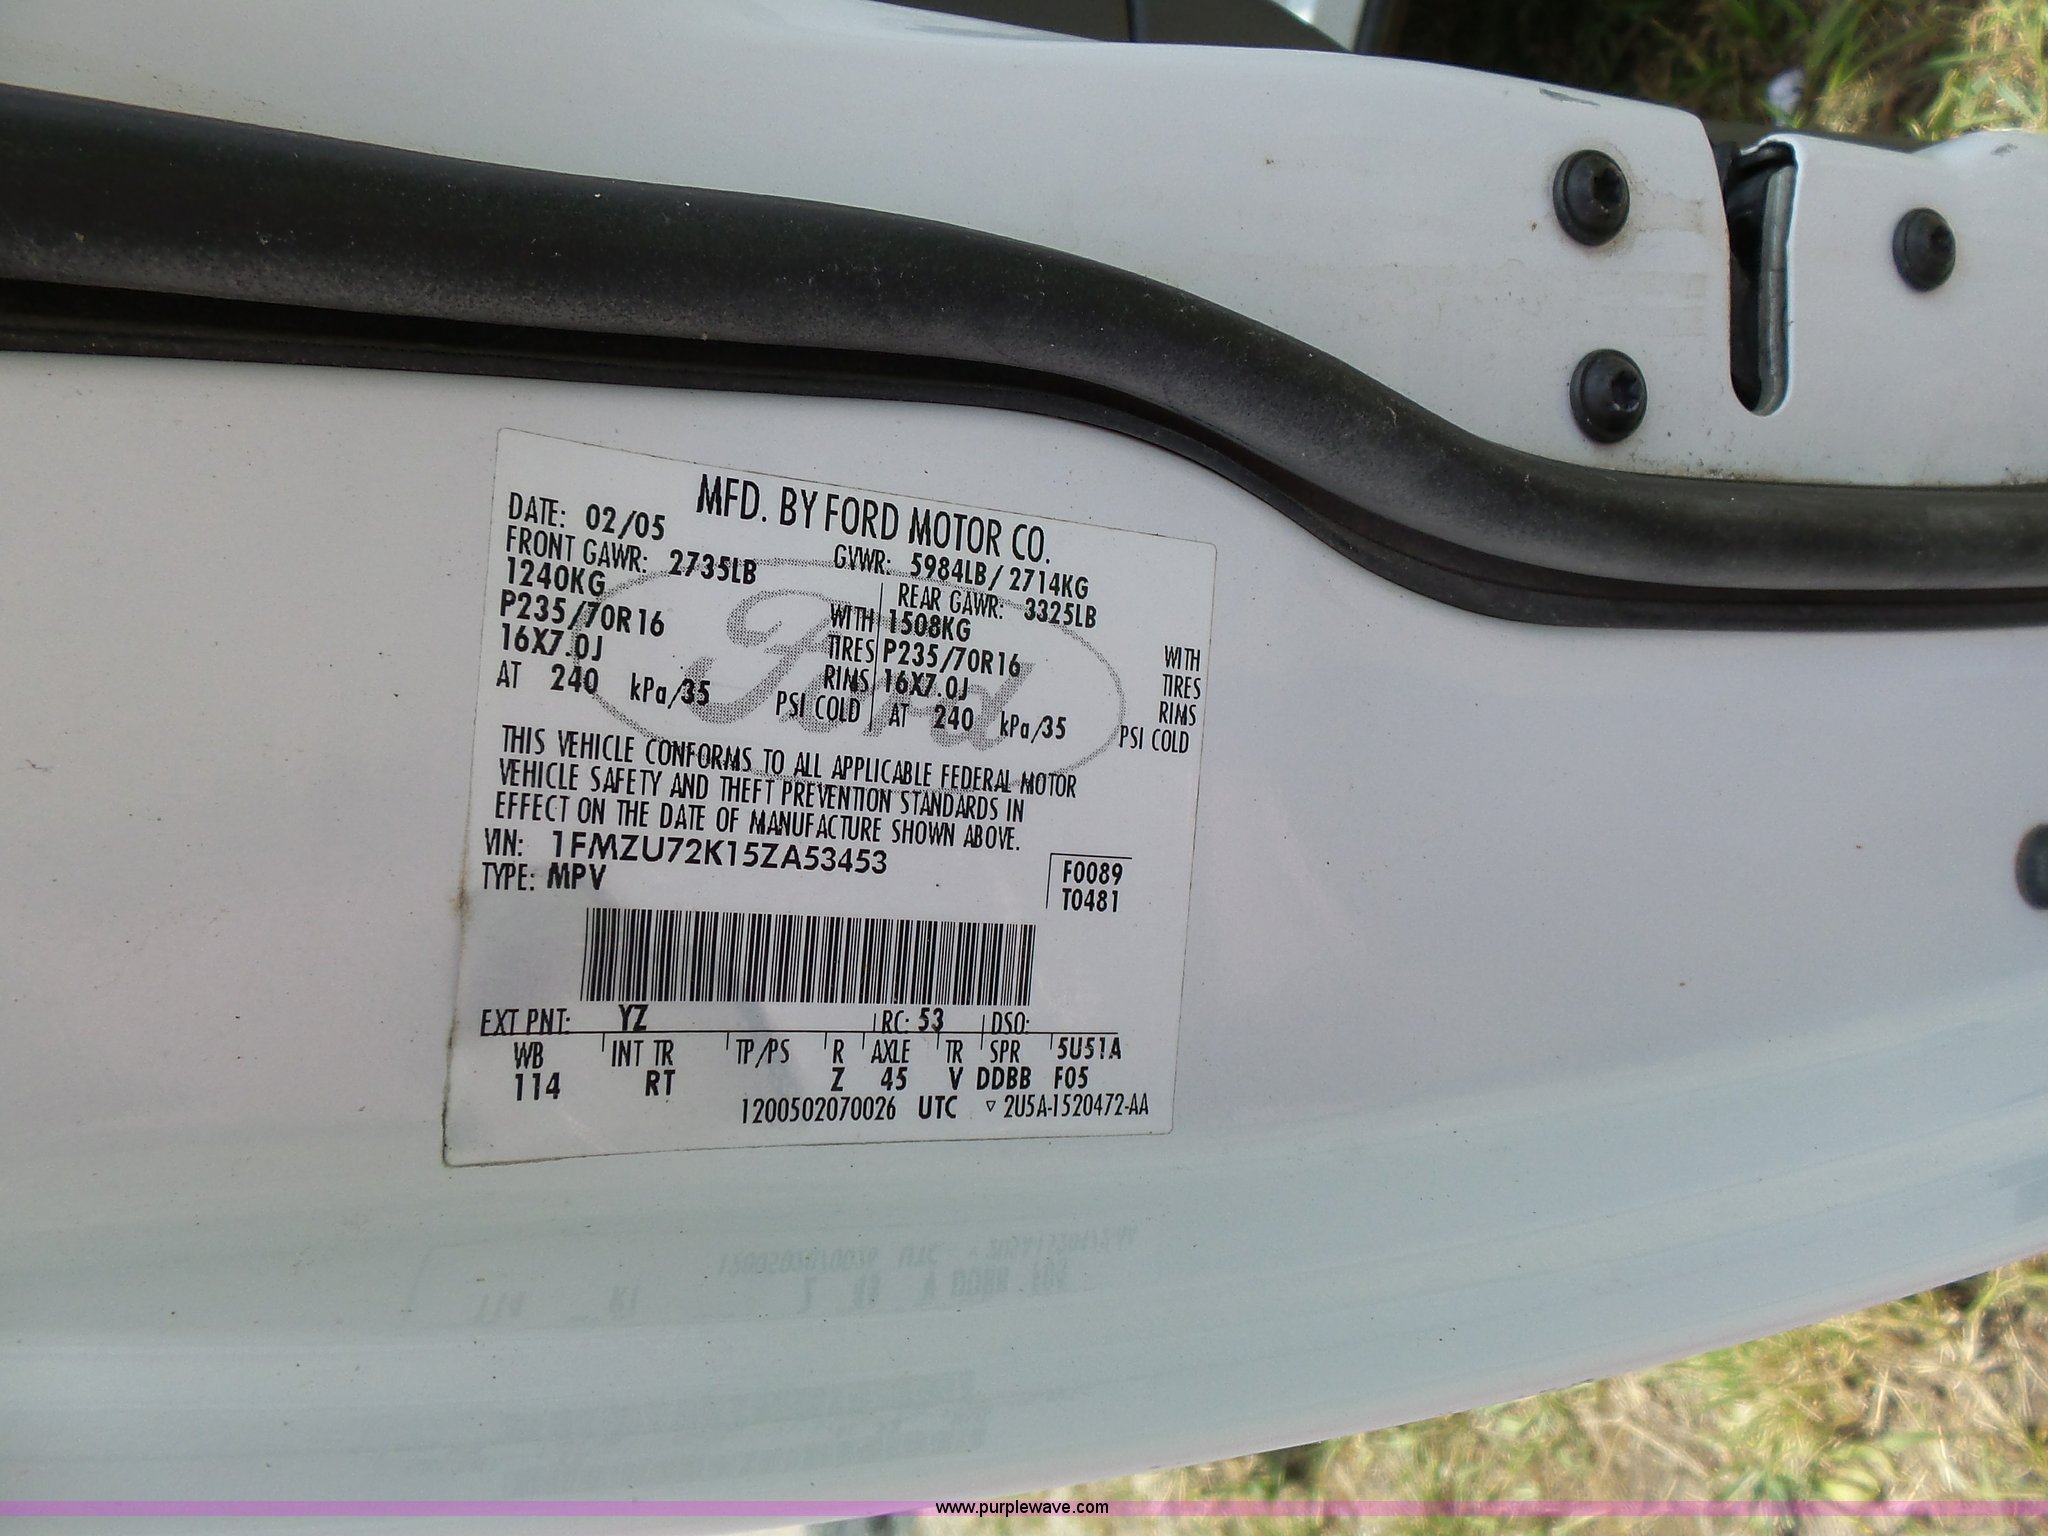 MFD. BY FORD MOTOR CO.
DATE: 02/05 GVWR: 5984LB/ 2714KG
FRONT GAWR: 2735LB REAR GAWR: 3325LB
1240KG WITH 1508KG WITH
P235/70R16 TIRES P235/70R16 TIRES
16X7.0J RIMS 16X7.0J RIMS
AT 240 kPa/35 PSI COLD AT 240 kPa/35 PSI COLD
Ford
THIS VEHICLE CONFORMS TO ALL APPLICABLE FEDERAL MOTOR
VEHICLE SAFETY AND THEFT PREVENTION STANDARDS IN
EFFECT ON THE DATE OF MANUFACTURE SHOWN ABOVE.
VIN: 1FMZU72K15ZA53453
TYPE: MPV
F0089
T0481
EXT PNT: YZ RC: 53 DSO:
WB INT TR TP/PS R AXLE TR SPR 5U51A
114 RT Z 45 V DDBB F05
1200502070026 UTC ▽ 2U5A-1520472-AA
www.purplewave.com